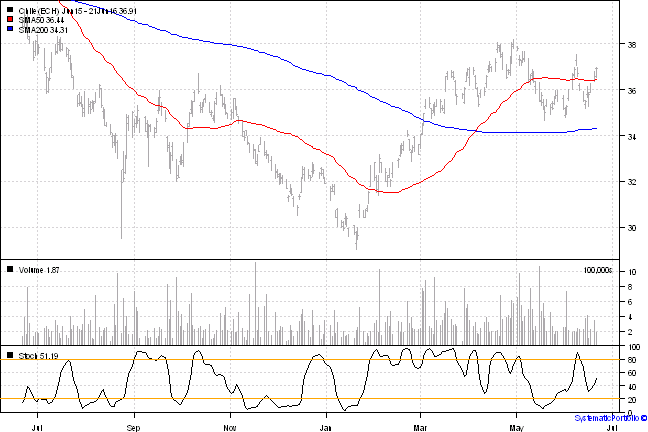 Chile (ECH) Jun 15 - 21 Jun 16 36.91
SMA50 36.44
SMA200 34.31
38
36
34
32
30
Volume 1.87
100,000s
10
8
6
4
2
Stoch 51.19
100
80
60
40
20
0
Jul
Sep
Nov
Jan
Mar
May
Jul
SystematicPortfolio ©